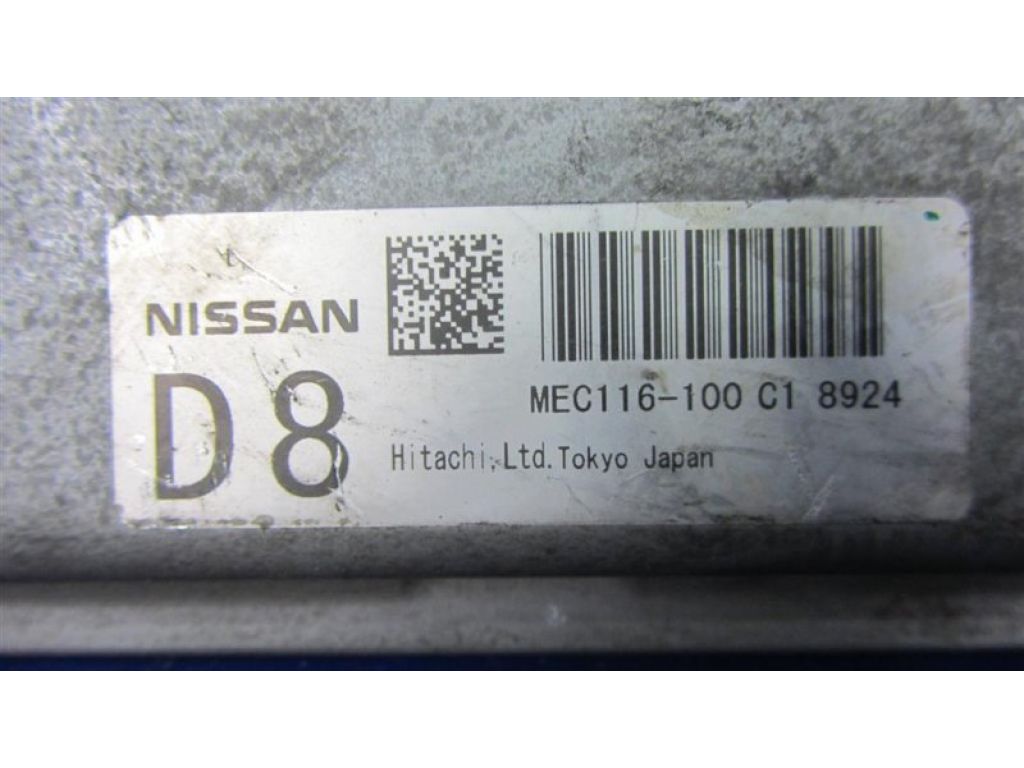 NISSAN
D8
MEC116-100 C1 8924
Hitachi,Ltd.Tokyo Japan